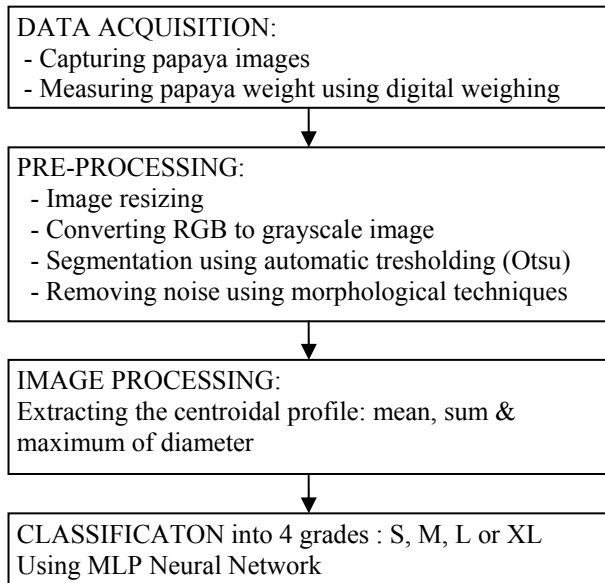 DATA ACQUISITION:
- Capturing papaya images
- Measuring papaya weight using digital weighing
PRE-PROCESSING:
- Image resizing
- Converting RGB to grayscale image
- Segmentation using automatic tresholding (Otsu)
- Removing noise using morphological techniques
IMAGE PROCESSING:
Extracting the centroidal profile: mean, sum &
maximum of diameter
CLASSIFICATON into 4 grades : S, M, L or XL
Using MLP Neural Network